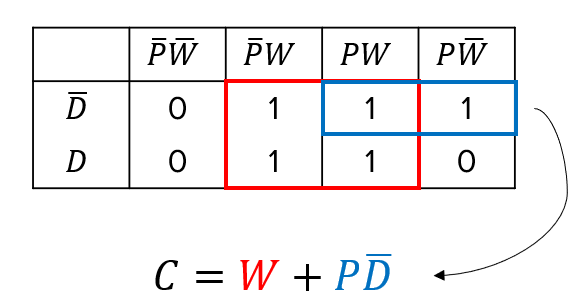 P̅W̅ P̅W PW PW̅
D̅ 0 1 1 1
D 0 1 1 0
C = W + PD̅